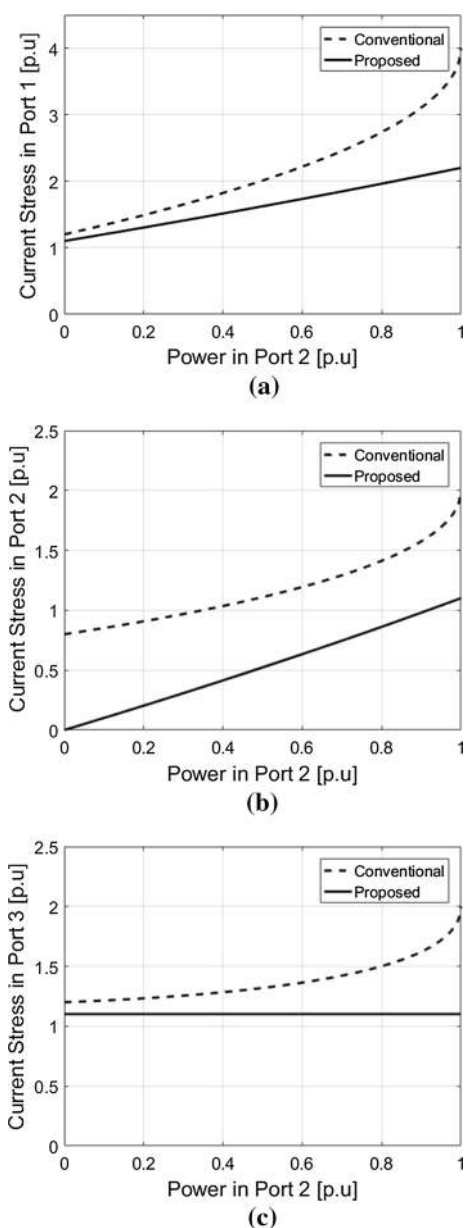 4
3
2
1
0
Current Stress in Port 1 [p.u]
Conventional
Proposed
0 0.2 0.4 0.6 0.8 1
Power in Port 2 [p.u]
(a)
2.5
2
1.5
1
0.5
0
Current Stress in Port 2 [p.u]
Conventional
Proposed
0 0.2 0.4 0.6 0.8 1
Power in Port 2 [p.u]
(b)
2.5
2
1.5
1
0.5
0
Current Stress in Port 3 [p.u]
Conventional
Proposed
0 0.2 0.4 0.6 0.8 1
Power in Port 2 [p.u]
(c)